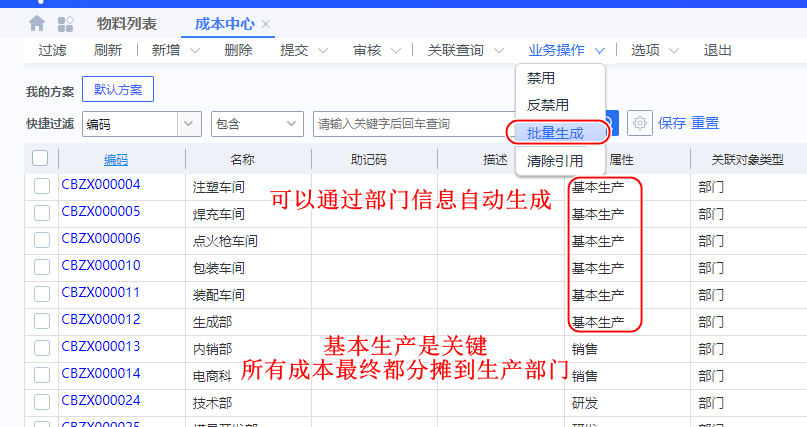 物料列表 成本中心 ×
过滤 刷新 新增 删除 提交 审核 关联查询 业务操作 选项 退出
禁用
反禁用
批量生成
清除引用
我的方案 默认方案
快捷过滤 编码 包含 请输入关键字后回车查询 保存 重置
编码 名称 助记码 描述 属性 关联对象类型
CBZX000004 注塑车间 基本生产 部门
可以通过部门信息自动生成
CBZX000005 焊充车间 基本生产 部门
CBZX000006 点火枪车间 基本生产 部门
CBZX000010 包装车间 基本生产 部门
CBZX000011 装配车间 基本生产 部门
CBZX000012 生成部 基本生产 部门
基本生产是关键
CBZX000013 内销部 销售 部门
所有成本最终都分摊到生产部门
CBZX000014 电商科 销售 部门
CBZX000024 技术部 研发 部门